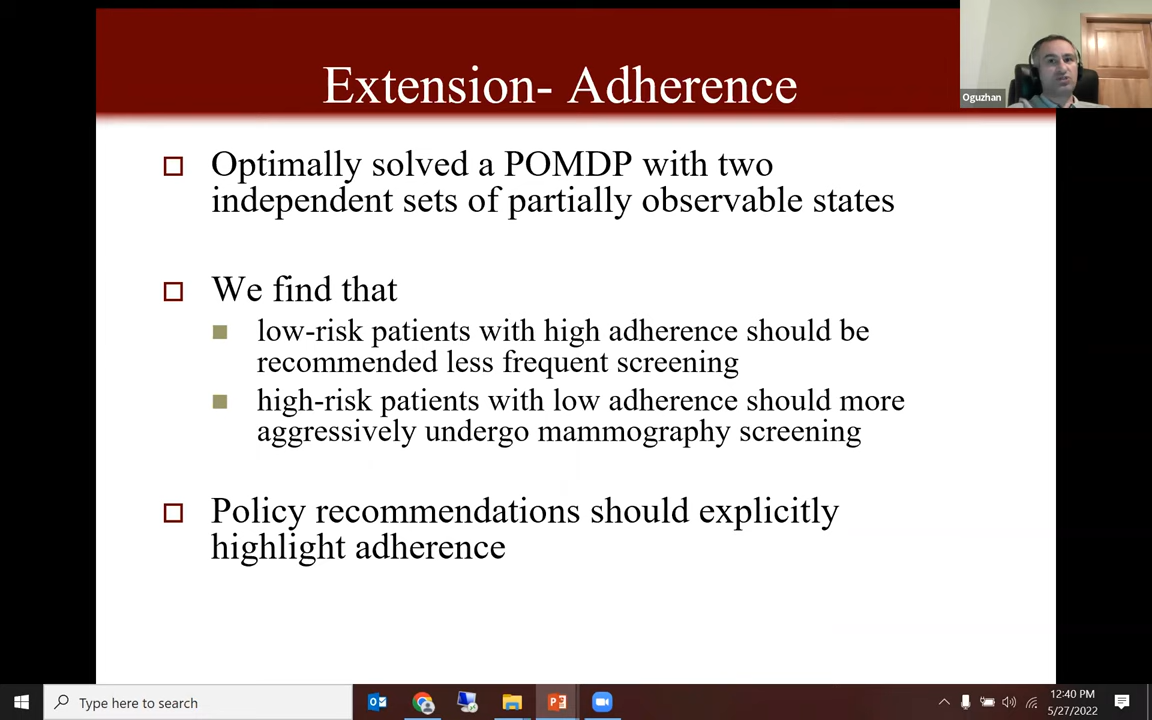 Extension- Adherence
Oguzhan
Optimally solved a POMDP with two
independent sets of partially observable states
We find that
low-risk patients with high adherence should be
recommended less frequent screening
high-risk patients with low adherence should more
aggressively undergo mammography screening
Policy recommendations should explicitly
highlight adherence
Type here to search
12:40 PM
5/27/2022